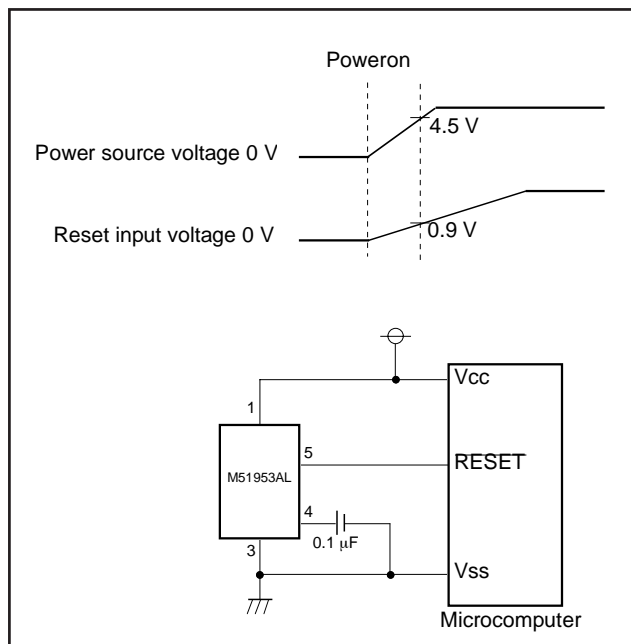 Poweron
4.5 V
Power source voltage 0 V
0.9 V
Reset input voltage 0 V
Vcc
1
5
RESET
M51953AL
4
0.1 µF
3
Vss
Microcomputer